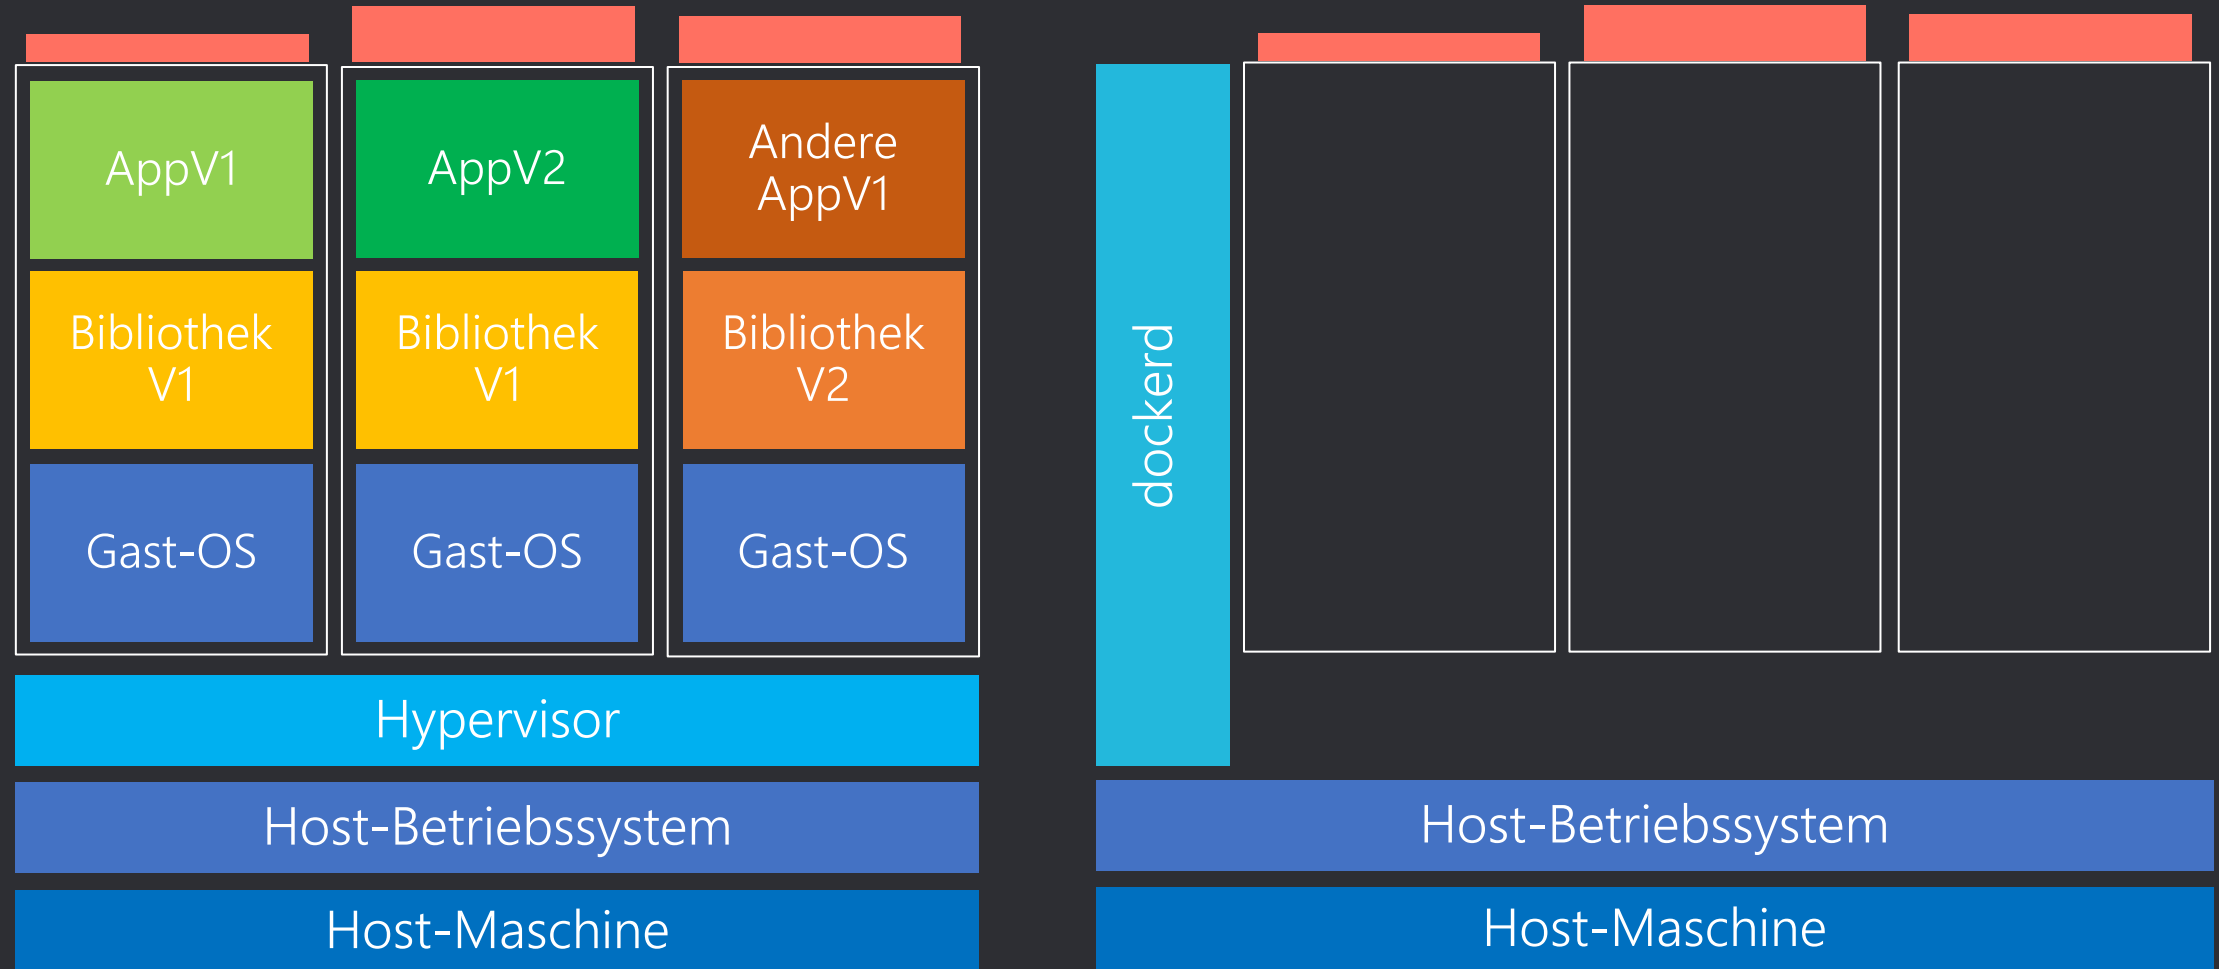 AppV1
AppV2
Andere
AppV1
Bibliothek
V1
Bibliothek
V1
Bibliothek
V2
Gast-OS
Gast-OS
Gast-OS
Hypervisor
Host-Betriebssystem
Host-Maschine
dockerd
Host-Betriebssystem
Host-Maschine